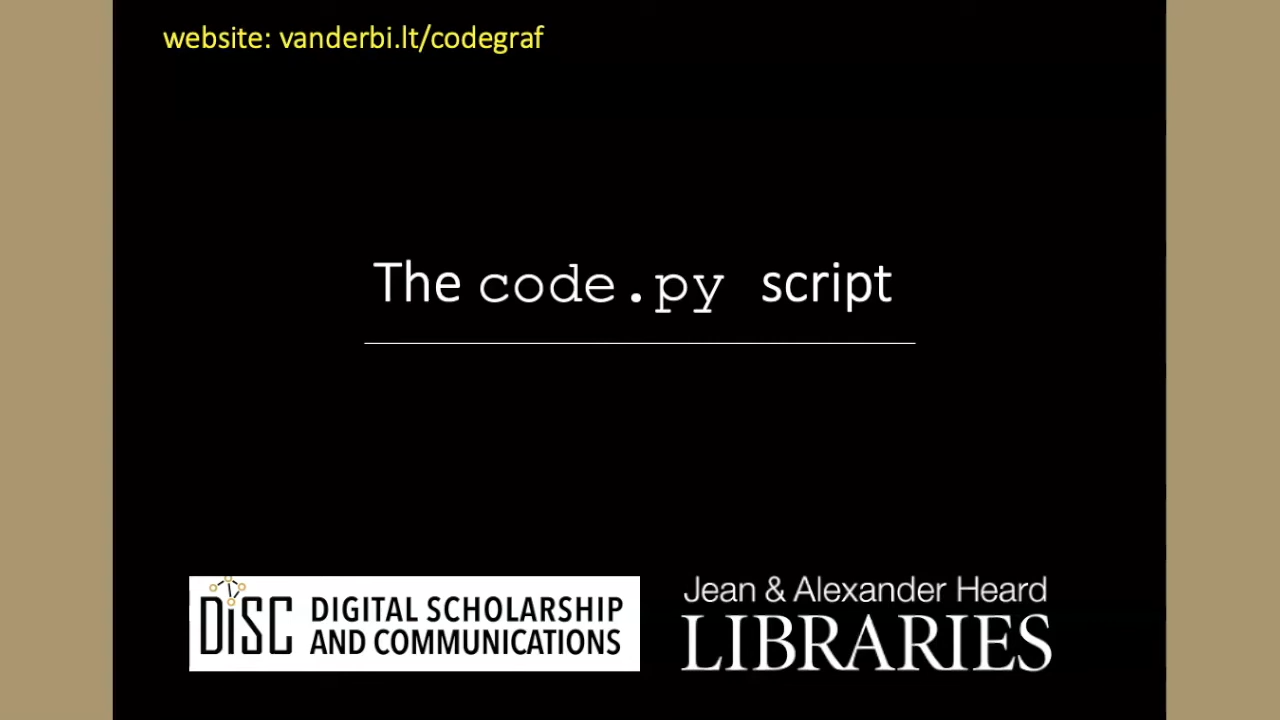 website: vanderbi.lt/codegraf
The code.py script
DiSC DIGITAL SCHOLARSHIP
AND COMMUNICATIONS
Jean & Alexander Heard
LIBRARIES